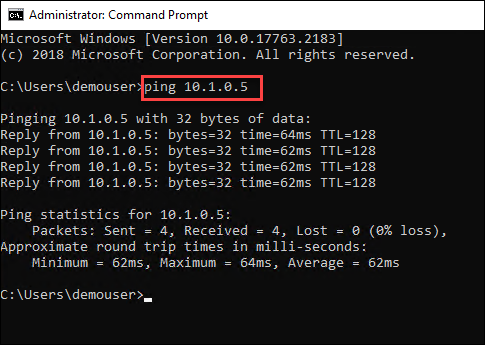 Administrator: Command Prompt
Microsoft Windows [Version 10.0.17763.2183]
(c) 2018 Microsoft Corporation. All rights reserved.
C:\Users\demouser>ping 10.1.0.5
Pinging 10.1.0.5 with 32 bytes of data:
Reply from 10.1.0.5: bytes=32 time=64ms TTL=128
Reply from 10.1.0.5: bytes=32 time=62ms TTL=128
Reply from 10.1.0.5: bytes=32 time=62ms TTL=128
Reply from 10.1.0.5: bytes=32 time=62ms TTL=128
Ping statistics for 10.1.0.5:
    Packets: Sent = 4, Received = 4, Lost = 0 (0% loss),
Approximate round trip times in milli-seconds:
    Minimum = 62ms, Maximum = 64ms, Average = 62ms
C:\Users\demouser>